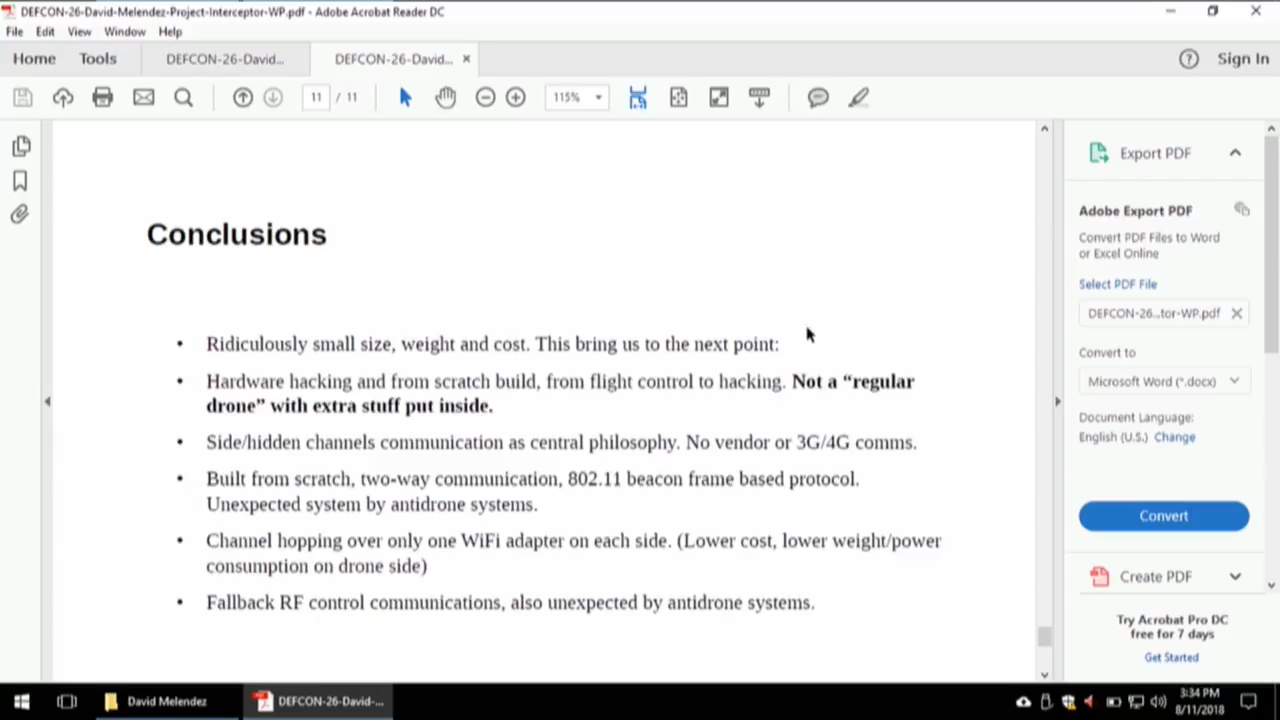 DEFCON-26-David-Melendez-Project-Interceptor-WP.pdf - Adobe Acrobat Reader DC
File Edit View Window Help
Home Tools DEFCON-26-David... DEFCON-26-David... Sign In
11 / 11 115%
Export PDF
Adobe Export PDF
Convert PDF Files to Word
or Excel Online
Select PDF File
DEFCON-26...tor-WP.pdf
Convert to
Microsoft Word (*.docx)
Document Language:
English (U.S.) Change
Convert
Create PDF
Try Acrobat Pro DC
free for 7 days
Get Started
Conclusions
• Ridiculously small size, weight and cost. This bring us to the next point:
• Hardware hacking and from scratch build, from flight control to hacking. Not a “regular
drone” with extra stuff put inside.
• Side/hidden channels communication as central philosophy. No vendor or 3G/4G comms.
• Built from scratch, two-way communication, 802.11 beacon frame based protocol.
Unexpected system by antidrone systems.
• Channel hopping over only one WiFi adapter on each side. (Lower cost, lower weight/power
consumption on drone side)
• Fallback RF control communications, also unexpected by antidrone systems.
David Melendez DEFCON-26-David-... 3:34 PM
8/11/2018